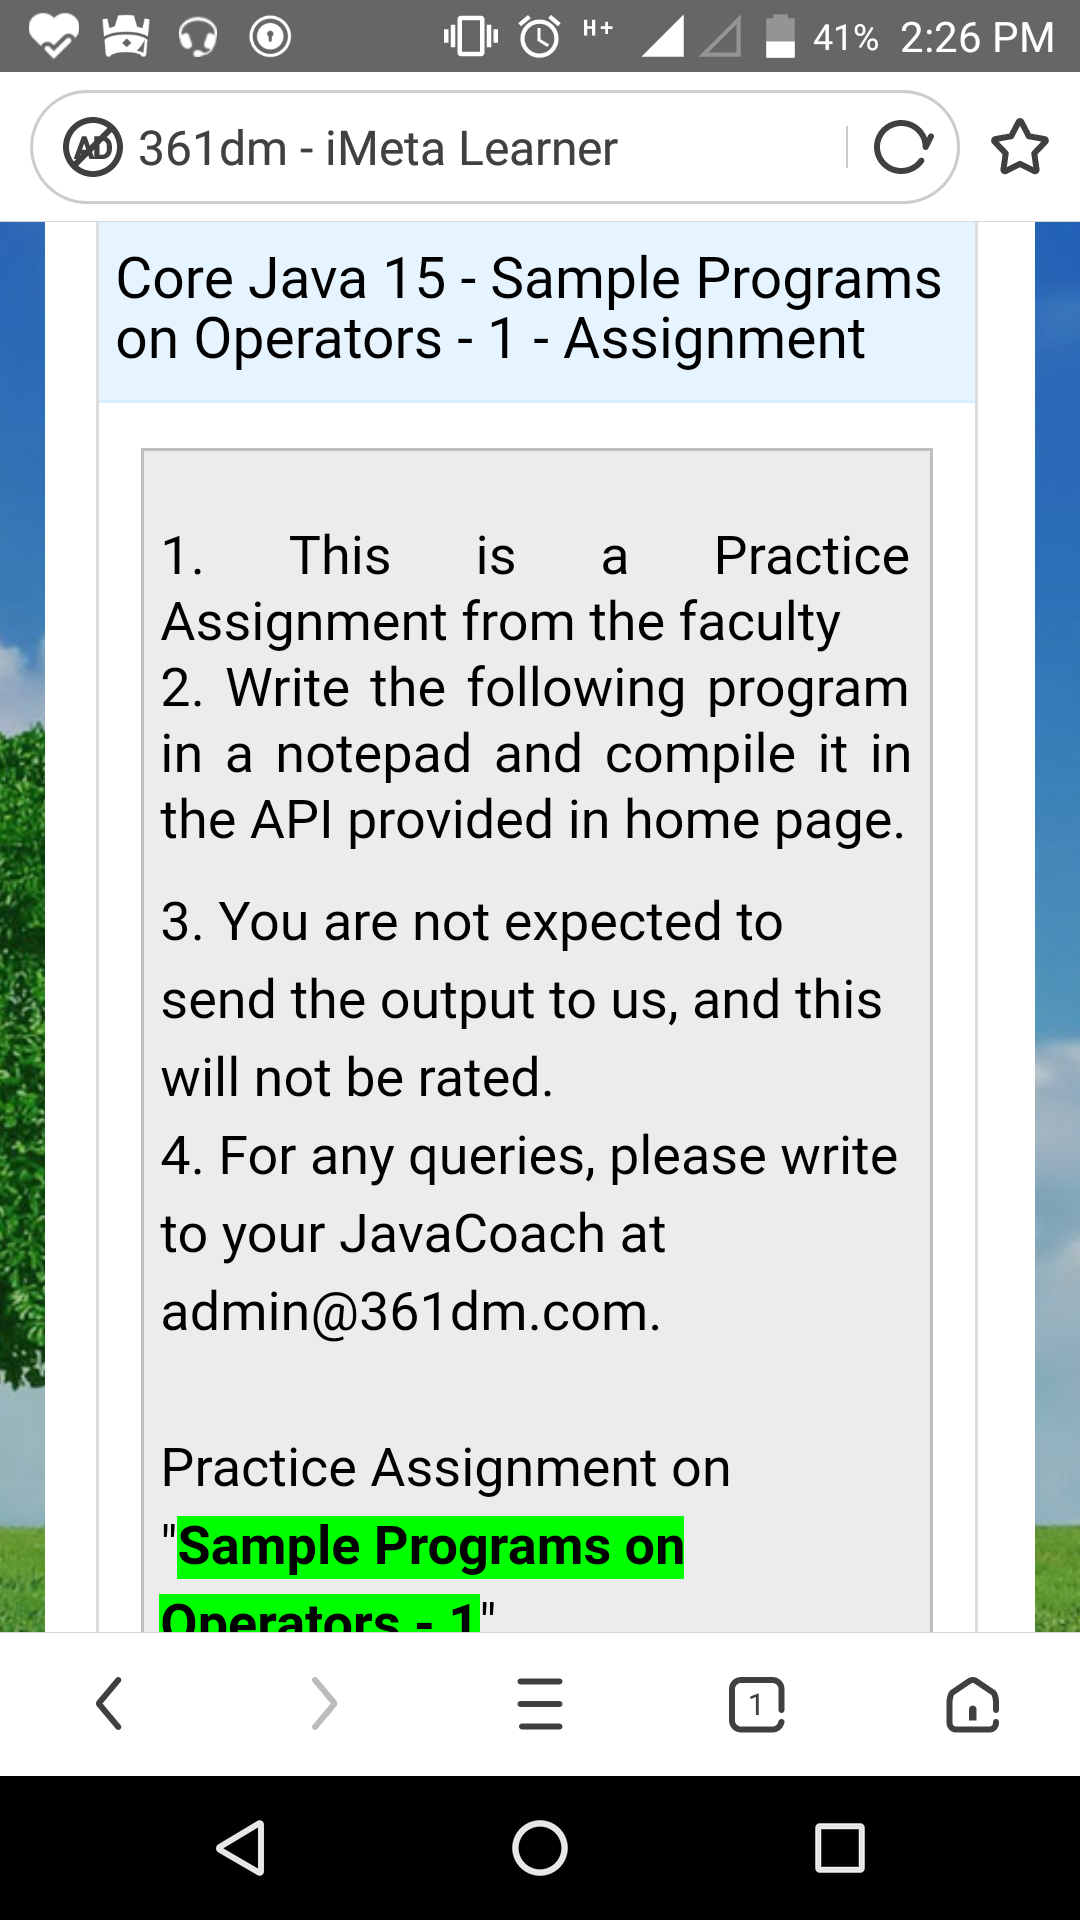 H+ 41% 2:26 PM
AD 361dm - iMeta Learner
Core Java 15 - Sample Programs
on Operators - 1 - Assignment
1. This is a Practice
Assignment from the faculty
2. Write the following program
in a notepad and compile it in
the API provided in home page.
3. You are not expected to
send the output to us, and this
will not be rated.
4. For any queries, please write
to your JavaCoach at
admin@361dm.com.
Practice Assignment on
"Sample Programs on
Operators - 1"
1